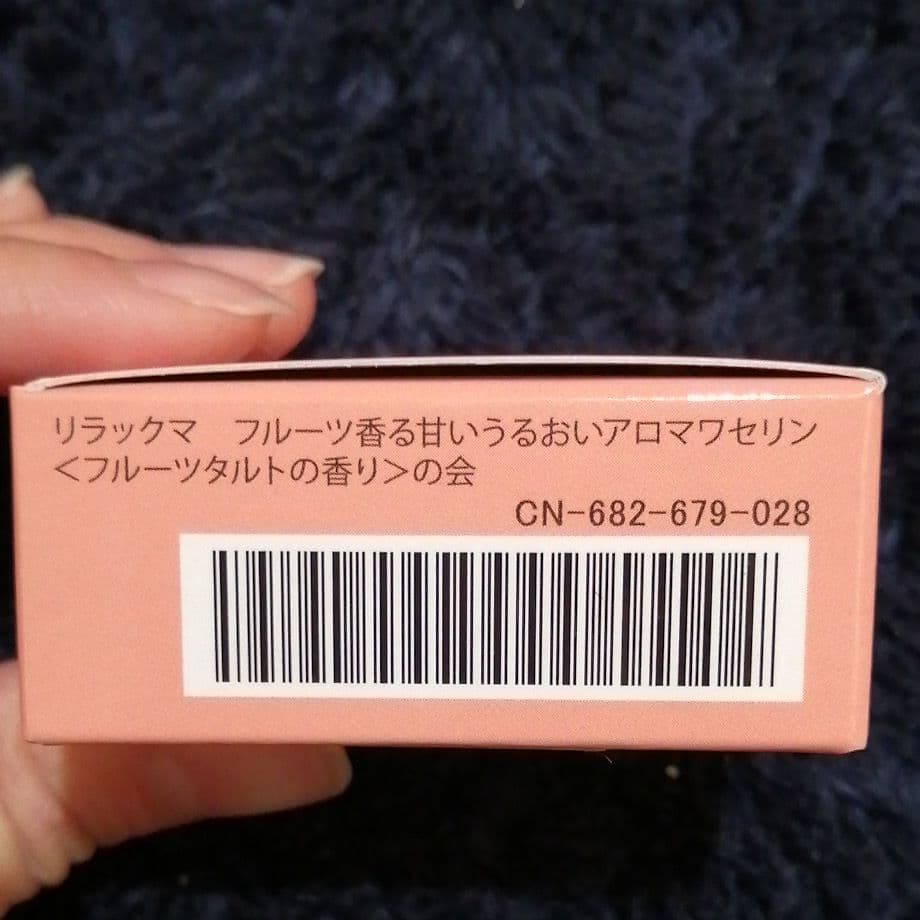 リラックマ　フルーツ香る甘いうるおいアロマワセリン
<フルーツタルトの香り>の会
CN-682-679-028